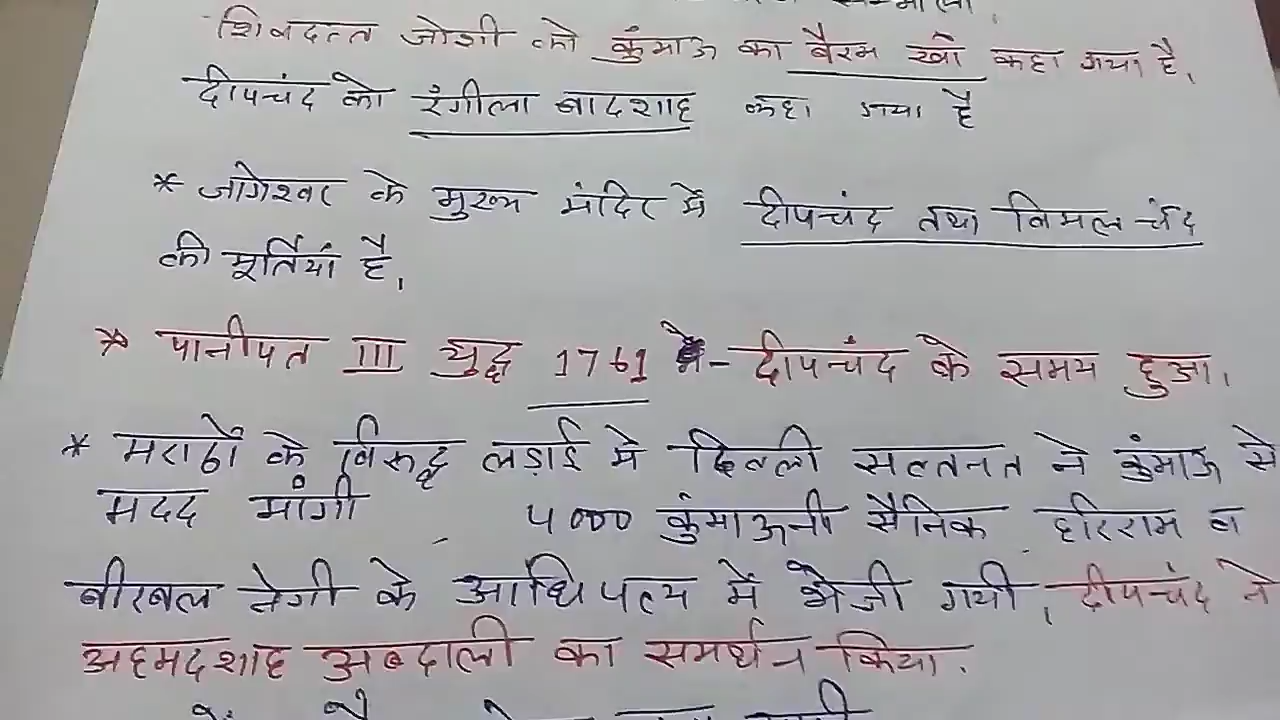 शिवदत्त जोशी को कुंमाऊ का बैरम खाँ कहा गया है,
दीपचंद को रंगीला बादशाह कहा गया है
* जागेश्वर के मुख्य मंदिर में दीपचंद तथा त्रिमलचंद
की मूर्तियां है,
* पानीपत III युद्ध 1761 में - दीपचंद के समय हुआ,
* मराठों के विरुद्ध लड़ाई मे दिल्ली सल्तनत ने कुंमाऊ से
मदद मांगी 4000 कुंमाऊनी सैनिक हरिराम व
बीरबल नेगी के आधिपत्य में भेजी गयी, दीपचंद ने
अहमदशाह अब्दाली का समर्थन किया.